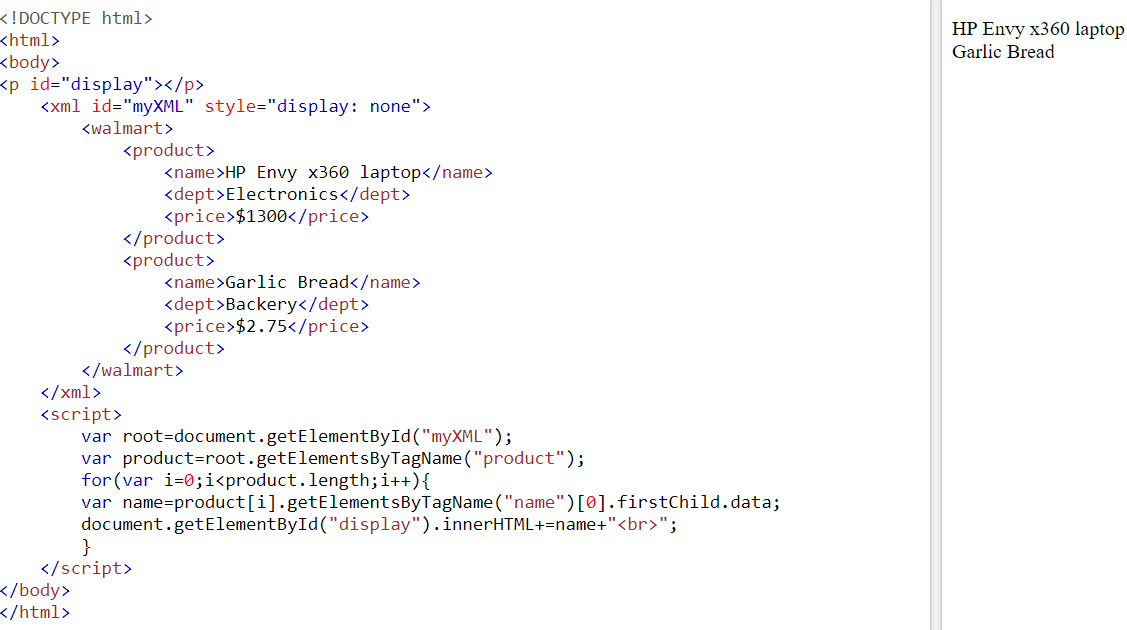 <!DOCTYPE html>
<html>
<body>
<p id="display"></p>
    <xml id="myXML" style="display: none">
        <walmart>
            <product>
                <name>HP Envy x360 laptop</name>
                <dept>Electronics</dept>
                <price>$1300</price>
            </product>
            <product>
                <name>Garlic Bread</name>
                <dept>Backery</dept>
                <price>$2.75</price>
            </product>
        </walmart>
    </xml>
    <script>
        var root=document.getElementById("myXML");
        var product=root.getElementsByTagName("product");
        for(var i=0;i<product.length;i++){
        var name=product[i].getElementsByTagName("name")[0].firstChild.data;
        document.getElementById("display").innerHTML+=name+"<br>";
        }
    </script>
</body>
</html>
HP Envy x360 laptop
Garlic Bread